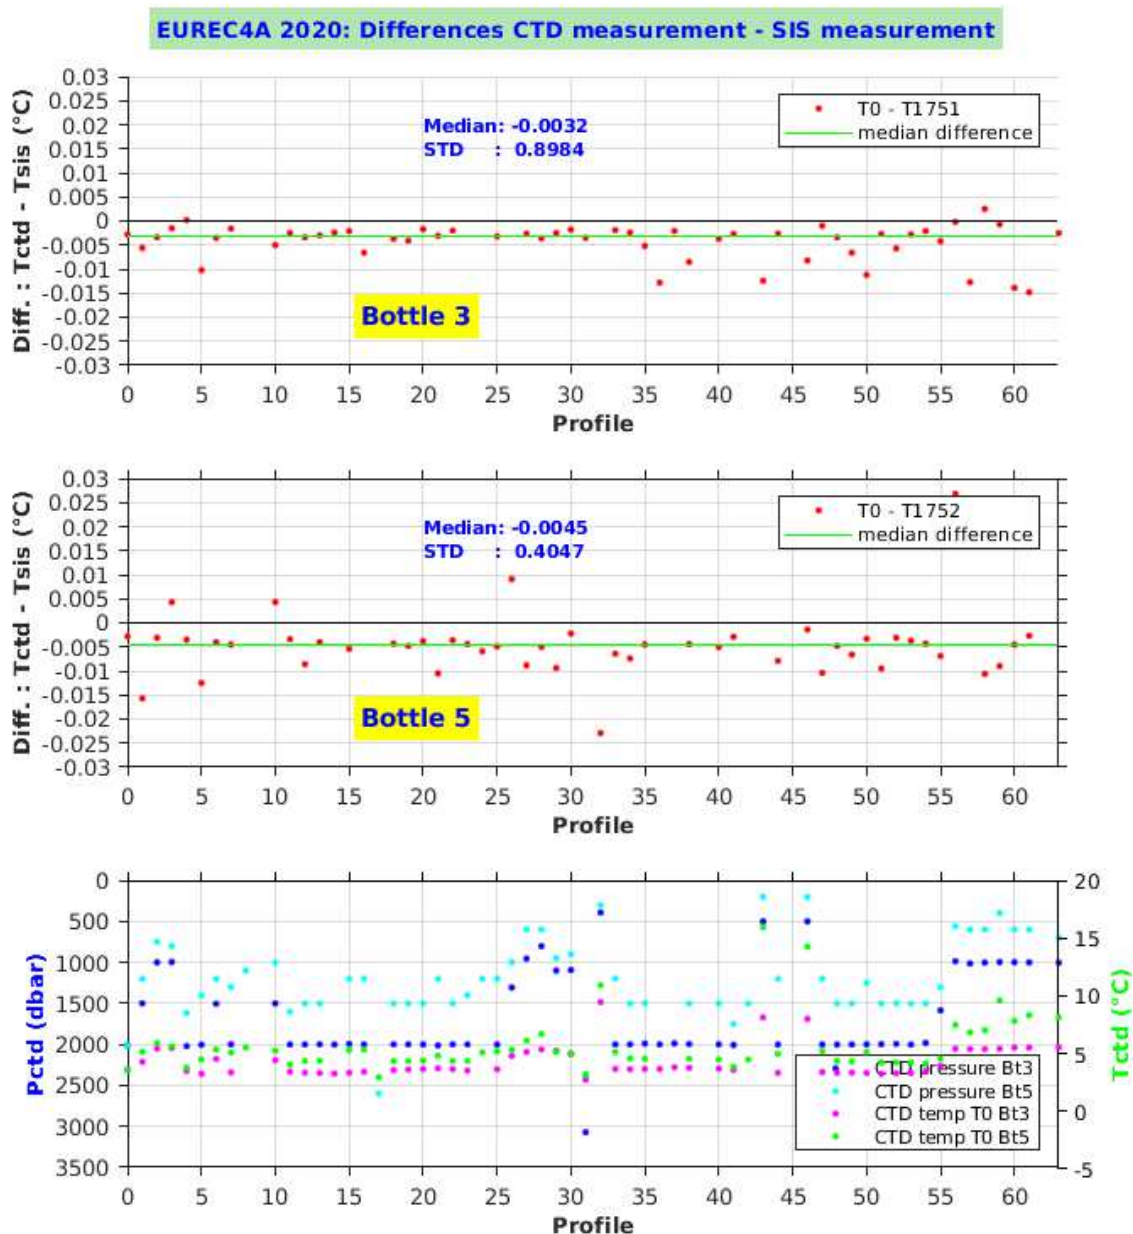 EUREC4A 2020: Differences CTD measurement - SIS measurement
Diff. : Tctd - Tsis (°C)
0.03
0.025
0.02
0.015
0.01
0.005
0
-0.005
-0.01
-0.015
-0.02
-0.025
-0.03
Median: -0.0032
STD : 0.8984
T0 - T1751
median difference
Bottle 3
0 5 10 15 20 25 30 35 40 45 50 55 60
Profile
Diff. : Tctd - Tsis (°C)
0.03
0.025
0.02
0.015
0.01
0.005
0
-0.005
-0.01
-0.015
-0.02
-0.025
-0.03
Median: -0.0045
STD : 0.4047
T0 - T1752
median difference
Bottle 5
0 5 10 15 20 25 30 35 40 45 50 55 60
Profile
Pctd (dbar)
0
500
1000
1500
2000
2500
3000
3500
20
15
10
5
0
-5
Tctd (°C)
CTD pressure Bt3
CTD pressure Bt5
CTD temp T0 Bt3
CTD temp T0 Bt5
0 5 10 15 20 25 30 35 40 45 50 55 60
Profile